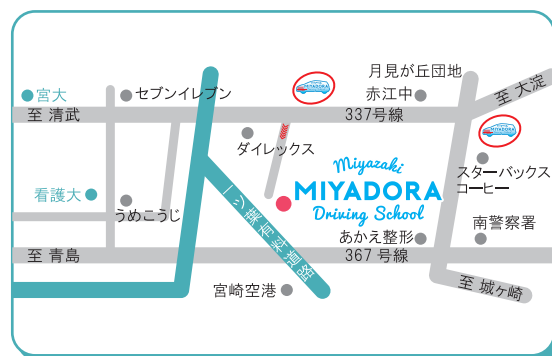 月見が丘団地
至 大淀
宮大
セブンイレブン
赤江中
至 清武
337号線
ダイレックス
Miyazaki
MIYADORA
Driving School
スターバックス
コーヒー
看護大
うめこうじ
一ツ葉有料道路
あかえ整形
南警察署
至 青島
367 号線
宮崎空港
至 城ヶ崎
MIYADORA
MIYADORA